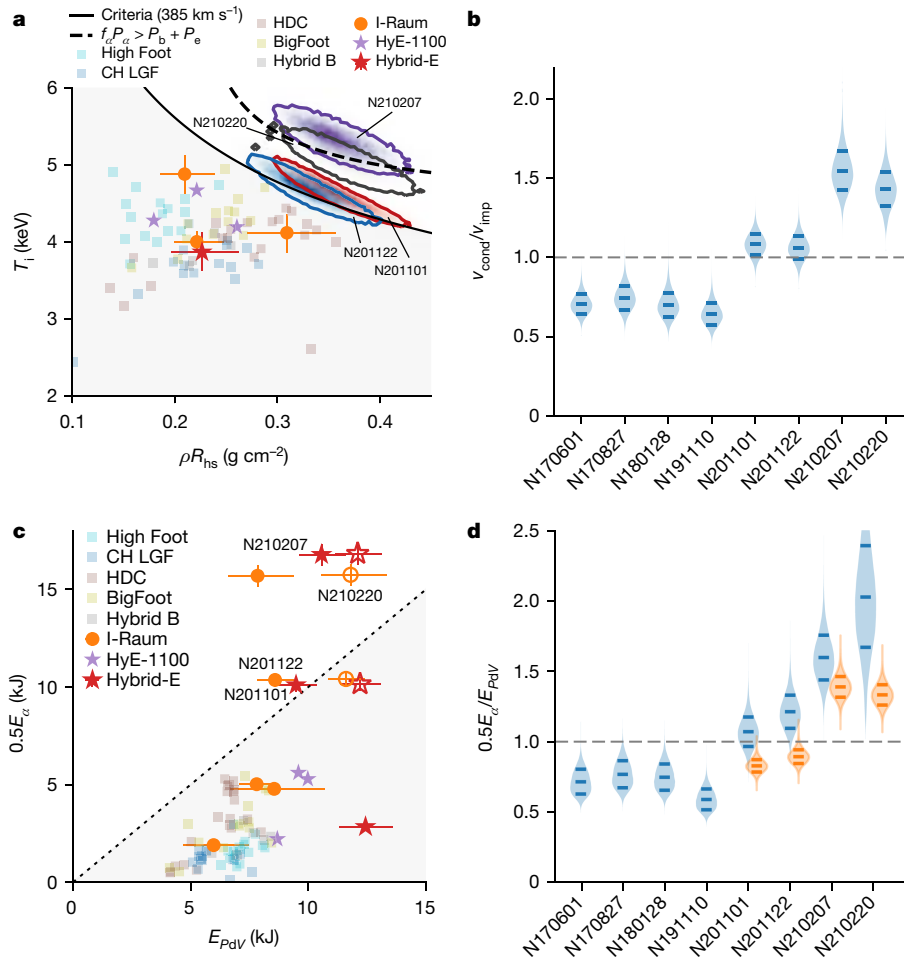 a
Criteria (385 km s⁻¹)
fαPα > Pb + Pe
High Foot
CH LGF
HDC
BigFoot
Hybrid B
I-Raum
HyE-1100
Hybrid-E
6
5
4
3
2
Ti (keV)
N210207
N210220
N201122
N201101
0.1
0.2
0.3
0.4
ρRhs (g cm⁻²)
b
2.0
1.5
1.0
0.5
0
vcond/vimp
N170601
N170827
N180128
N191110
N201101
N201122
N210207
N210220
c
High Foot
CH LGF
HDC
BigFoot
Hybrid B
I-Raum
HyE-1100
Hybrid-E
15
10
5
0
0.5Eα (kJ)
N210207
N210220
N201122
N201101
0
5
10
15
EPdV (kJ)
d
2.5
2.0
1.5
1.0
0.5
0
0.5Eα/EPdV
N170601
N170827
N180128
N191110
N201101
N201122
N210207
N210220